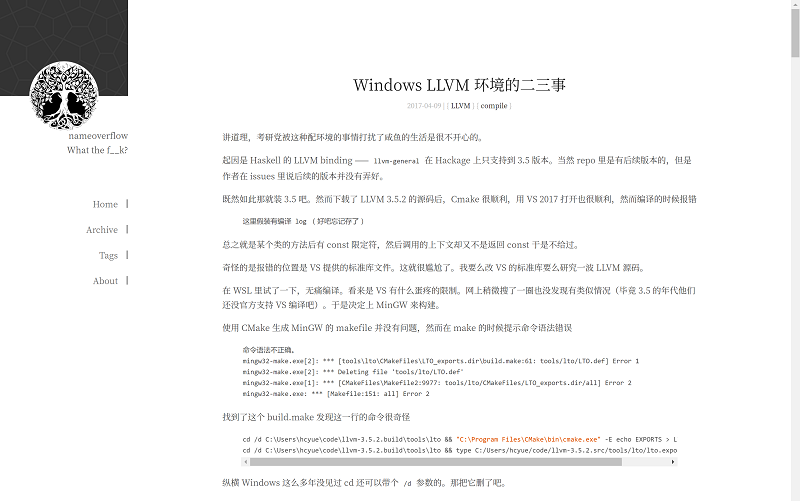 nameoverflow
What the f__k?
Home
Archive
Tags
About
Windows LLVM 环境的二三事
2017-04-09 | [ LLVM ] [ compile ]
讲道理，考研党被这种配环境的事情打扰了咸鱼的生活是很不开心的。
起因是 Haskell 的 LLVM binding —— llvm-general 在 Hackage 上只支持到 3.5 版本。当然 repo 里是有后续版本的，但是
作者在 issues 里说后续的版本并没有弄好。
既然如此那就装 3.5 吧。然而下载了 LLVM 3.5.2 的源码后，Cmake 很顺利，用 VS 2017 打开也很顺利，然而编译的时候报错
这里假装有编译 log （好吧忘记存了）
总之就是某个类的方法后有 const 限定符，然后调用的上下文却又不是返回 const 于是不给过。
奇怪的是报错的位置是 VS 提供的标准库文件。这就很尴尬了。我要么改 VS 的标准库要么研究一波 LLVM 源码。
在 WSL 里试了一下，无痛编译。看来是 VS 有什么蛋疼的限制。网上稍微搜了一圈也没发现有类似情况（毕竟 3.5 的年代他们
还没官方支持 VS 编译吧）。于是决定上 MinGW 来构建。
使用 CMake 生成 MinGW 的 makefile 并没有问题，然而在 make 的时候提示命令语法错误
命令语法不正确。
mingw32-make.exe[2]: *** [tools\lto\CMakeFiles\LTO_exports.dir\build.make:61: tools/lto/LTO.def] Error 1
mingw32-make.exe[2]: *** Deleting file 'tools/lto/LTO.def'
mingw32-make.exe[1]: *** [CMakeFiles\Makefile2:9977: tools/lto/CMakeFiles/LTO_exports.dir/all] Error 2
mingw32-make.exe: *** [Makefile:151: all] Error 2
找到了这个 build.make 发现这一行的命令很奇怪
cd /d C:\Users\hcyue\code\llvm-3.5.2.build\tools\lto && "C:\Program Files\CMake\bin\cmake.exe" -E echo EXPORTS > L
cd /d C:\Users\hcyue\code\llvm-3.5.2.build\tools\lto && type C:/Users/hcyue/code/llvm-3.5.2.src/tools/lto/lto.expo
纵横 Windows 这么多年没见过 cd 还可以带个 /d 参数的。那把它删了吧。